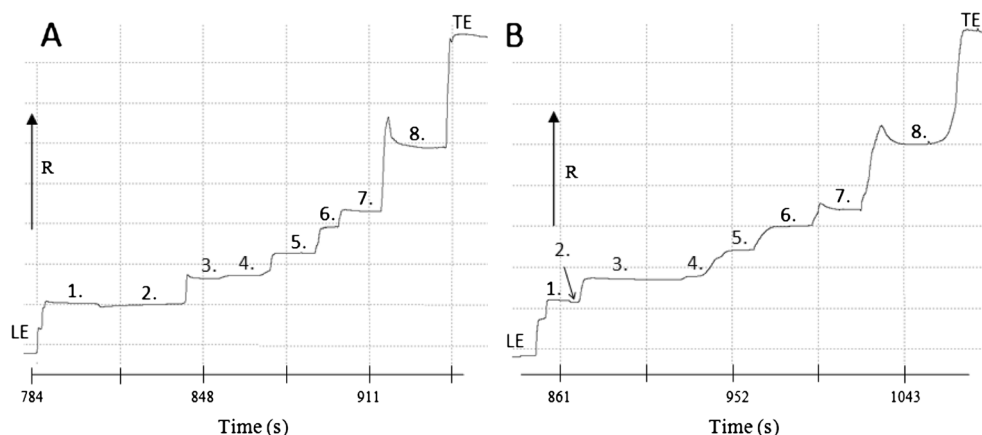 A
TE
8.
R
7.
6.
5.
3. 4.
1. 2.
LE
784 848 911
Time (s)
B
TE
8.
R
7.
6.
5.
2. 3. 4.
1.
LE
861 952 1043
Time (s)